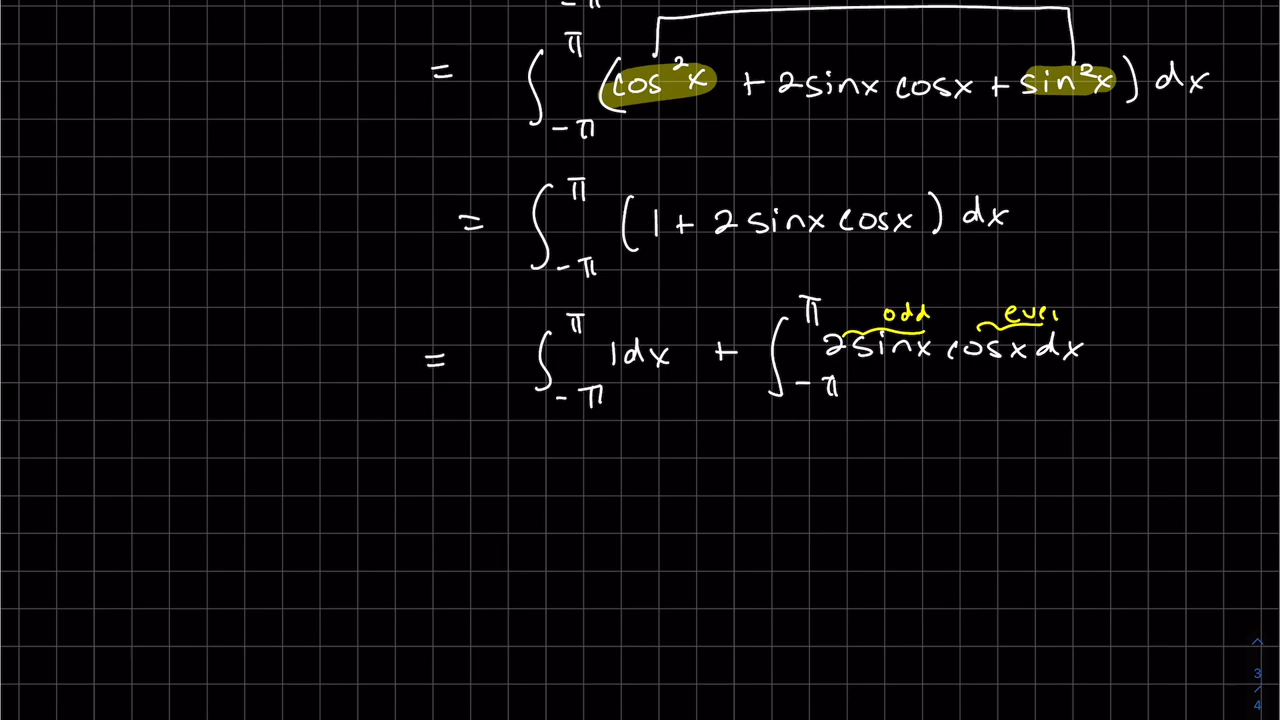 -π
= ∫_{-π}^{π} (cos²x + 2sinx cosx + sin²x) dx
= ∫_{-π}^{π} (1 + 2sinx cosx) dx
odd even
= ∫_{-π}^{π} 1dx + ∫_{-π}^{π} 2sinx cosx dx
3
/
4